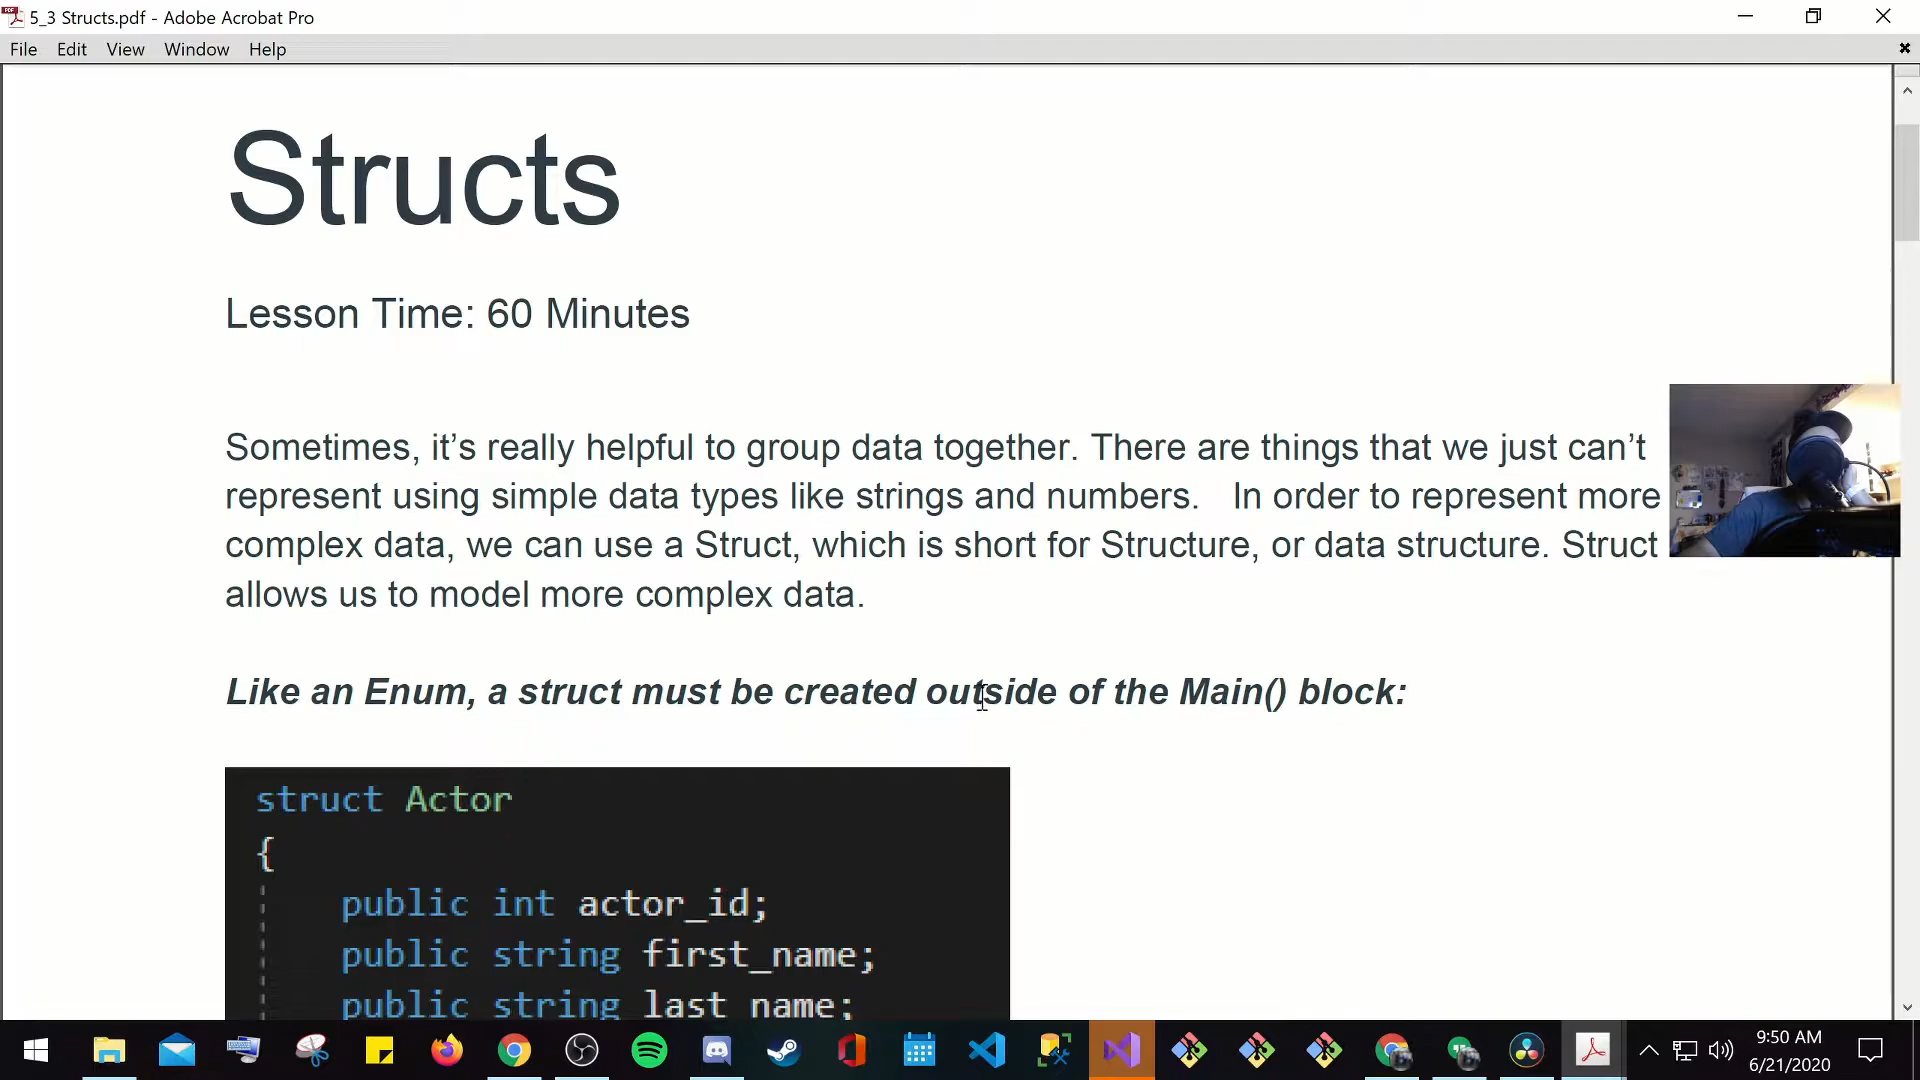 5_3 Structs.pdf - Adobe Acrobat Pro
File Edit View Window Help
Structs
Lesson Time: 60 Minutes
Sometimes, it’s really helpful to group data together. There are things that we just can’t
represent using simple data types like strings and numbers. In order to represent more
complex data, we can use a Struct, which is short for Structure, or data structure. Struct
allows us to model more complex data.
Like an Enum, a struct must be created outside of the Main() block:
struct Actor
{
public int actor_id;
public string first_name;
public string last_name;
9:50 AM
6/21/2020